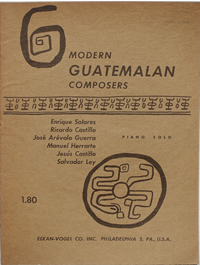 6
MODERN
GUATEMALAN
COMPOSERS
Enrique Solares
Ricardo Castillo
José Arévalo Guerra
Manuel Herrarte
Jesús Castillo
Salvador Ley
PIANO SOLO
1.80
ELKAN-VOGEL CO. INC. PHILADELPHIA 3, PA., U.S.A.